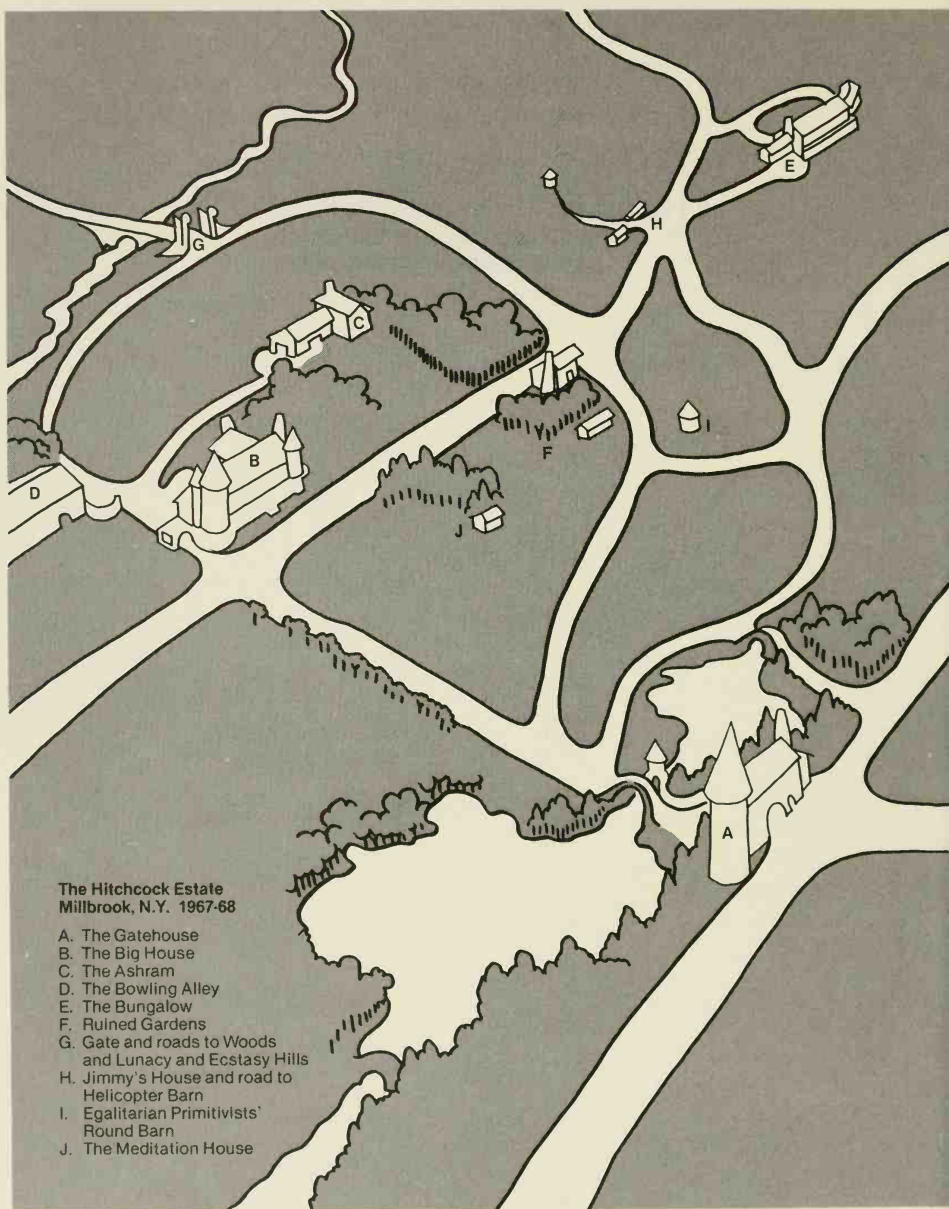 E
H
G
C
I
F
B
D
J
A
The Hitchcock Estate
Millbrook, N.Y. 1967-68
A. The Gatehouse
B. The Big House
C. The Ashram
D. The Bowling Alley
E. The Bungalow
F. Ruined Gardens
G. Gate and roads to Woods
and Lunacy and Ecstasy Hills
H. Jimmy's House and road to
Helicopter Barn
I. Egalitarian Primitivists'
Round Barn
J. The Meditation House